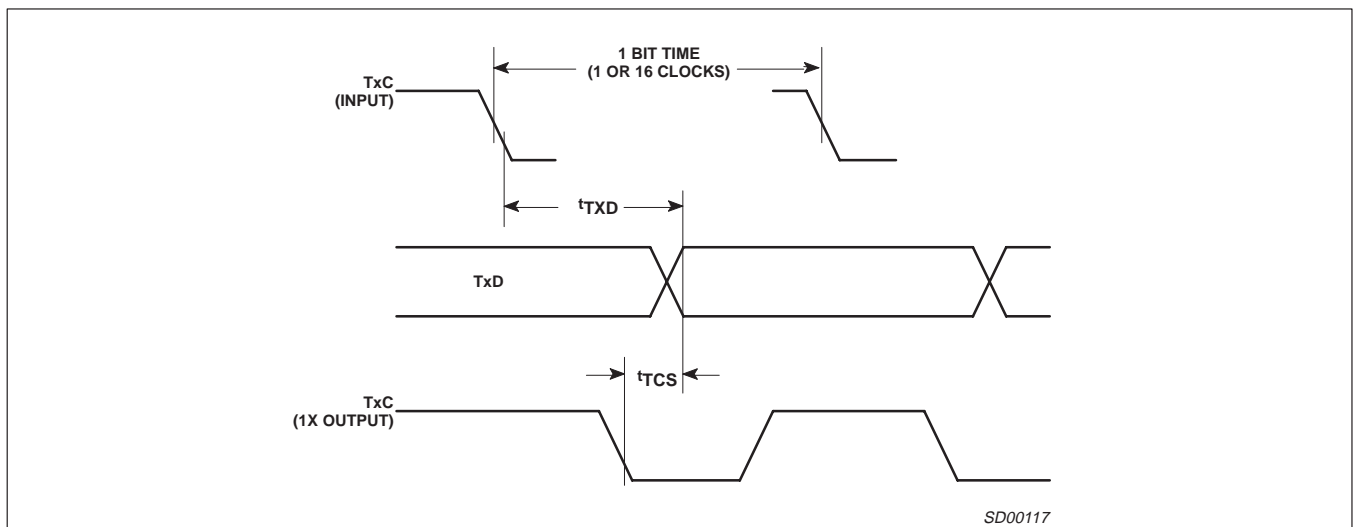 1 BIT TIME
(1 OR 16 CLOCKS)
TxC
(INPUT)
tTXD
TxD
tTCS
TxC
(1X OUTPUT)
SD00117